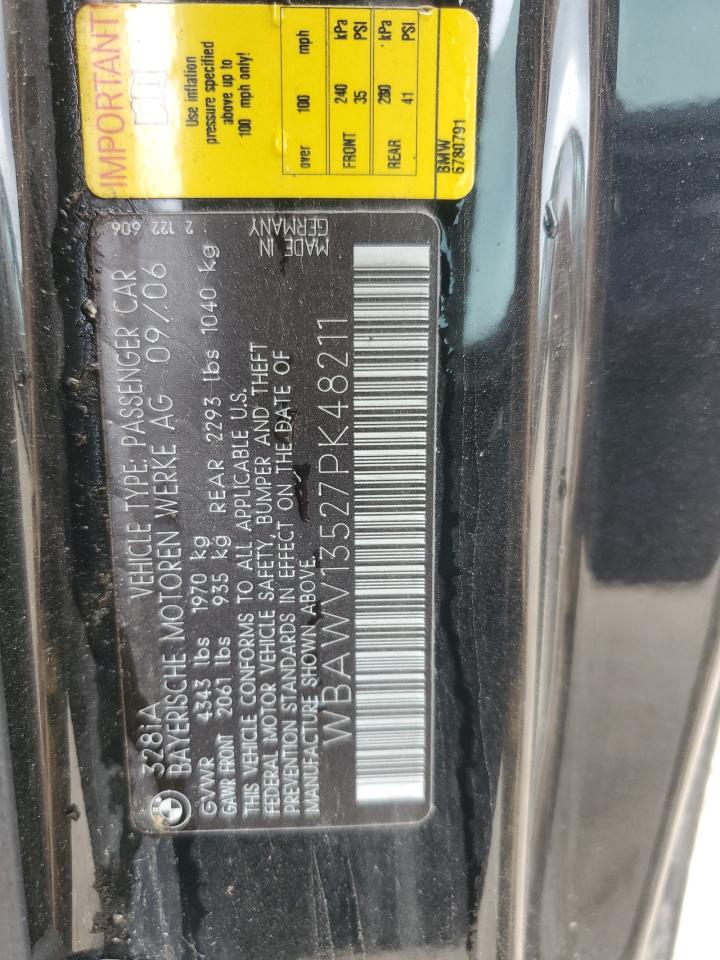 IMPORTANT
Use inflation
pressure specified
above up to
100 mph only!
over 100 mph
FRONT 240 kPa
35 PSI
REAR 280 kPa
41 PSI
BMW
6780791
328iA VEHICLE TYPE: PASSENGER CAR 2 122 606
BAYERISCHE MOTOREN WERKE AG 09/06
GVWR 4343 lbs 1970 kg
GAWR FRONT 2061 lbs 935 kg REAR 2293 lbs 1040 kg
THIS VEHICLE CONFORMS TO ALL APPLICABLE U.S.
FEDERAL MOTOR VEHICLE SAFETY, BUMPER AND THEFT
PREVENTION STANDARDS IN EFFECT ON THE DATE OF
MANUFACTURE SHOWN ABOVE.
MADE IN
GERMANY
WBAWV13527PK48211